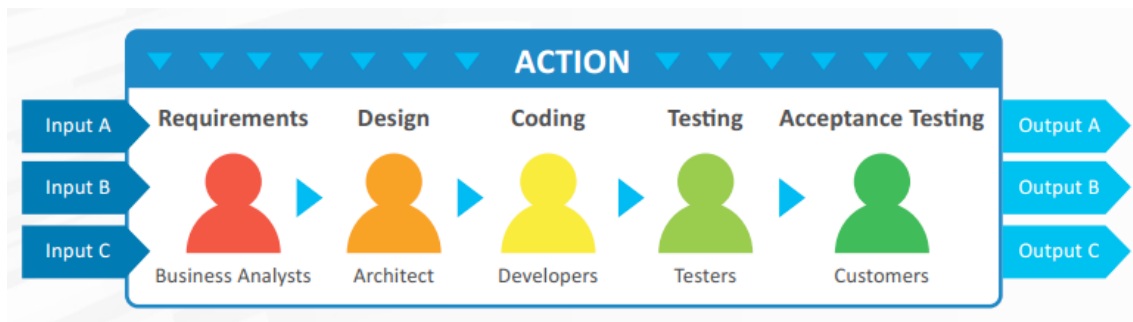 ACTION
Requirements Design Coding Testing Acceptance Testing
Input A
Input B
Input C
Business Analysts Architect Developers Testers Customers
Output A
Output B
Output C